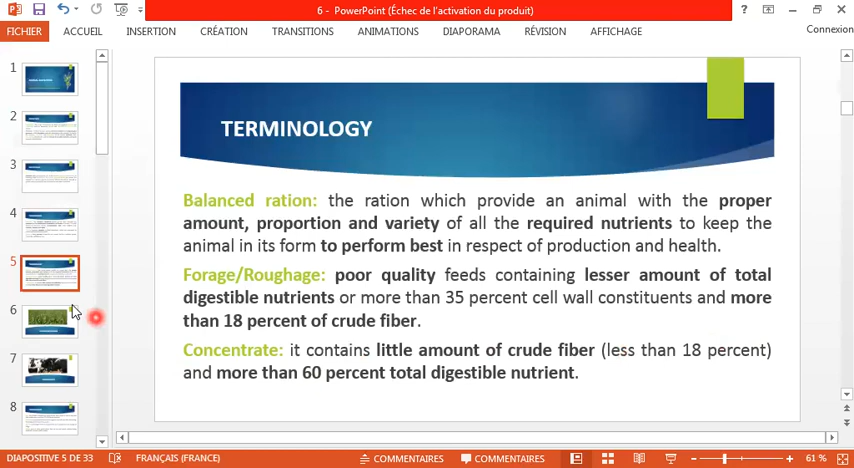 6 - PowerPoint (Échec de l'activation du produit)
FICHIER ACCUEIL INSERTION CRÉATION TRANSITIONS ANIMATIONS DIAPORAMA RÉVISION AFFICHAGE Connexion
1
2
3
4
5
6
7
8
TERMINOLOGY
Balanced ration: the ration which provide an animal with the proper
amount, proportion and variety of all the required nutrients to keep the
animal in its form to perform best in respect of production and health.
Forage/Roughage: poor quality feeds containing lesser amount of total
digestible nutrients or more than 35 percent cell wall constituents and more
than 18 percent of crude fiber.
Concentrate: it contains little amount of crude fiber (less than 18 percent)
and more than 60 percent total digestible nutrient.
DIAPOSITIVE 5 DE 33 FRANÇAIS (FRANCE) COMMENTAIRES COMMENTAIRES 61 %